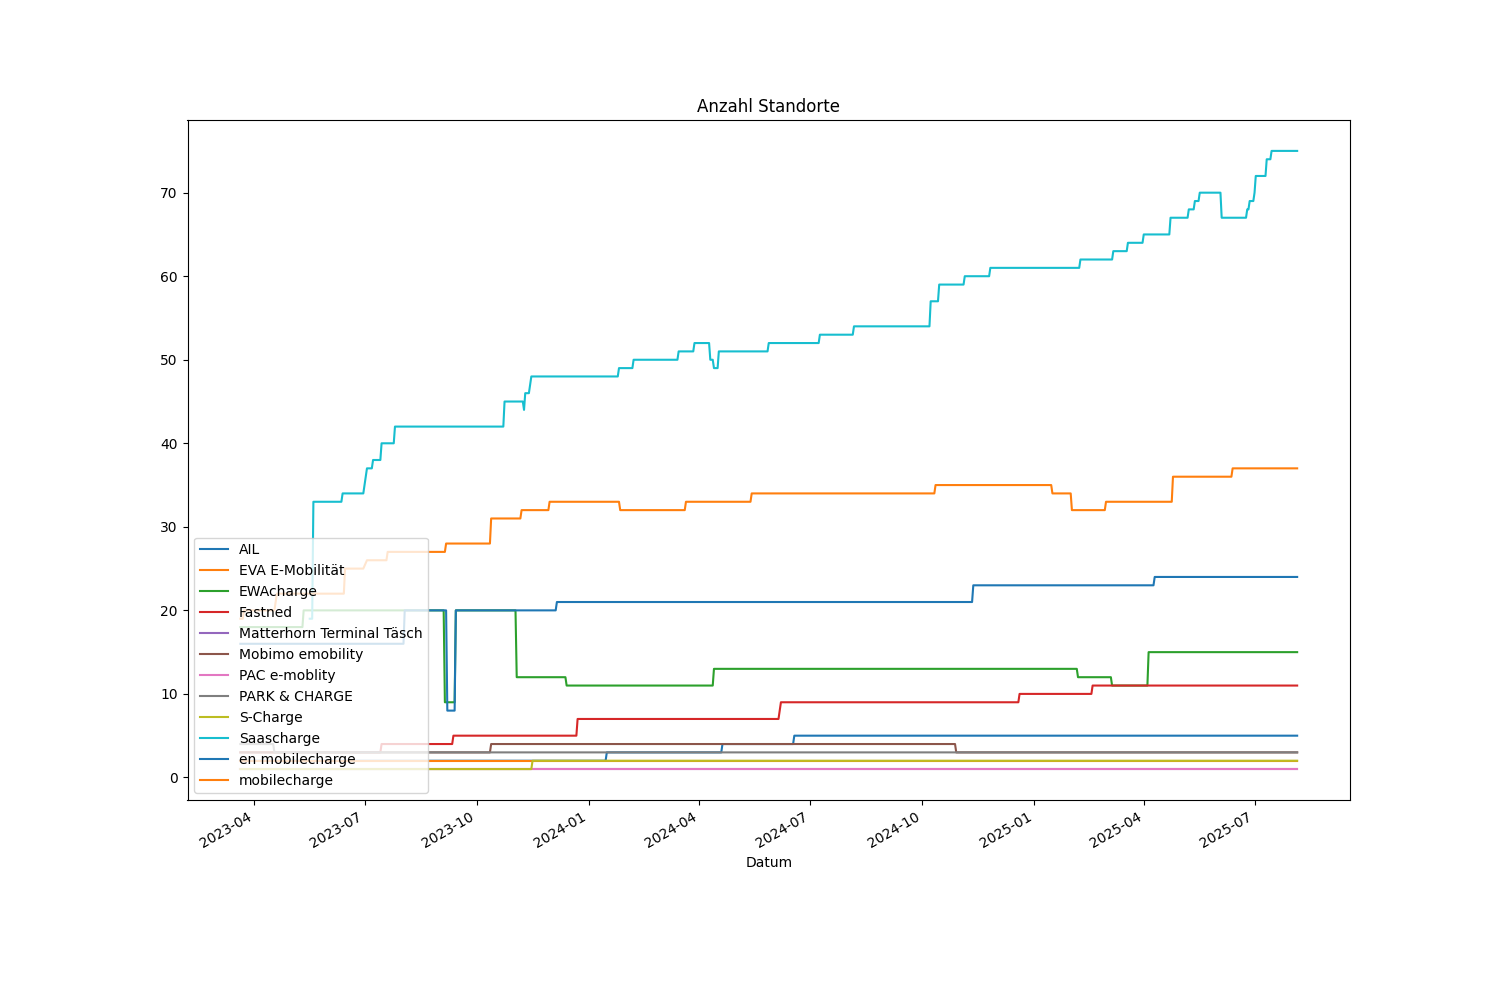 Anzahl Standorte
70
60
50
40
30
20
10
0
AIL
EVA E-Mobilität
EWAcharge
Fastned
Matterhorn Terminal Täsch
Mobimo emobility
PAC e-moblity
PARK & CHARGE
S-Charge
Saascharge
en mobilecharge
mobilecharge
2023-04
2023-07
2023-10
2024-01
2024-04
2024-07
2024-10
2025-01
2025-04
2025-07
Datum